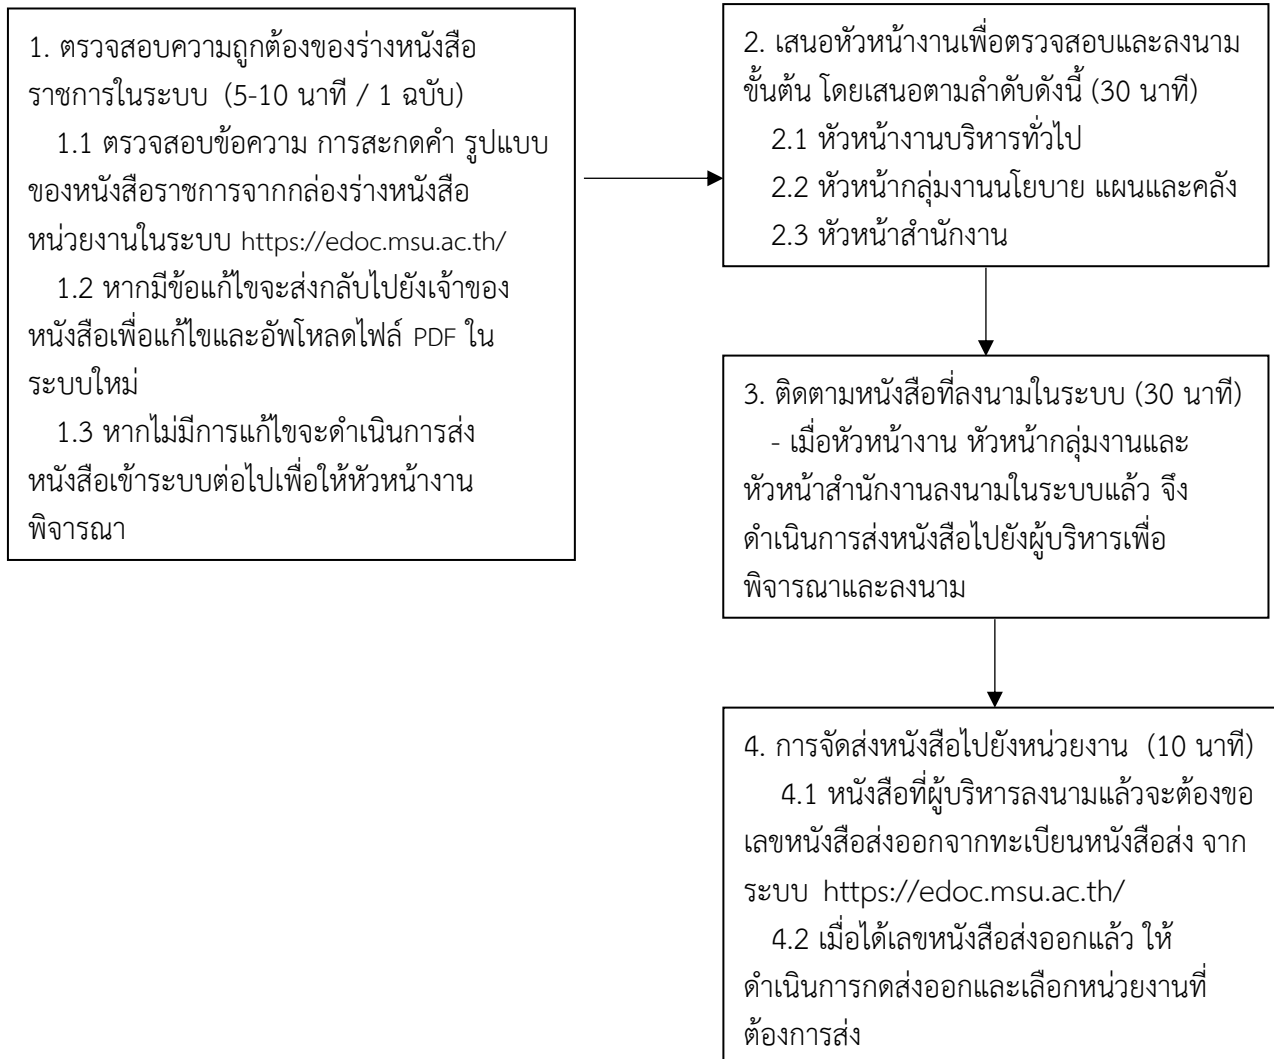 1. ตรวจสอบความถูกต้องของร่างหนังสือ
ราชการในระบบ (5-10 นาที / 1 ฉบับ)
1.1 ตรวจสอบข้อความ การสะกดคำ รูปแบบ
ของหนังสือราชการจากกล่องร่างหนังสือ
หน่วยงานในระบบ https://edoc.msu.ac.th/
1.2 หากมีข้อแก้ไขจะส่งกลับไปยังเจ้าของ
หนังสือเพื่อแก้ไขและอัพโหลดไฟล์ PDF ใน
ระบบใหม่
1.3 หากไม่มีการแก้ไขจะดำเนินการส่ง
หนังสือเข้าระบบต่อไปเพื่อให้หัวหน้างาน
พิจารณา
2. เสนอหัวหน้างานเพื่อตรวจสอบและลงนาม
ขั้นต้น โดยเสนอตามลำดับดังนี้ (30 นาที)
2.1 หัวหน้างานบริหารทั่วไป
2.2 หัวหน้ากลุ่มงานนโยบาย แผนและคลัง
2.3 หัวหน้าสำนักงาน
3. ติดตามหนังสือที่ลงนามในระบบ (30 นาที)
- เมื่อหัวหน้างาน หัวหน้ากลุ่มงานและ
หัวหน้าสำนักงานลงนามในระบบแล้ว จึง
ดำเนินการส่งหนังสือไปยังผู้บริหารเพื่อ
พิจารณาและลงนาม
4. การจัดส่งหนังสือไปยังหน่วยงาน (10 นาที)
4.1 หนังสือที่ผู้บริหารลงนามแล้วจะต้องขอ
เลขหนังสือส่งออกจากทะเบียนหนังสือส่ง จาก
ระบบ https://edoc.msu.ac.th/
4.2 เมื่อได้เลขหนังสือส่งออกแล้ว ให้
ดำเนินการกดส่งออกและเลือกหน่วยงานที่
ต้องการส่ง